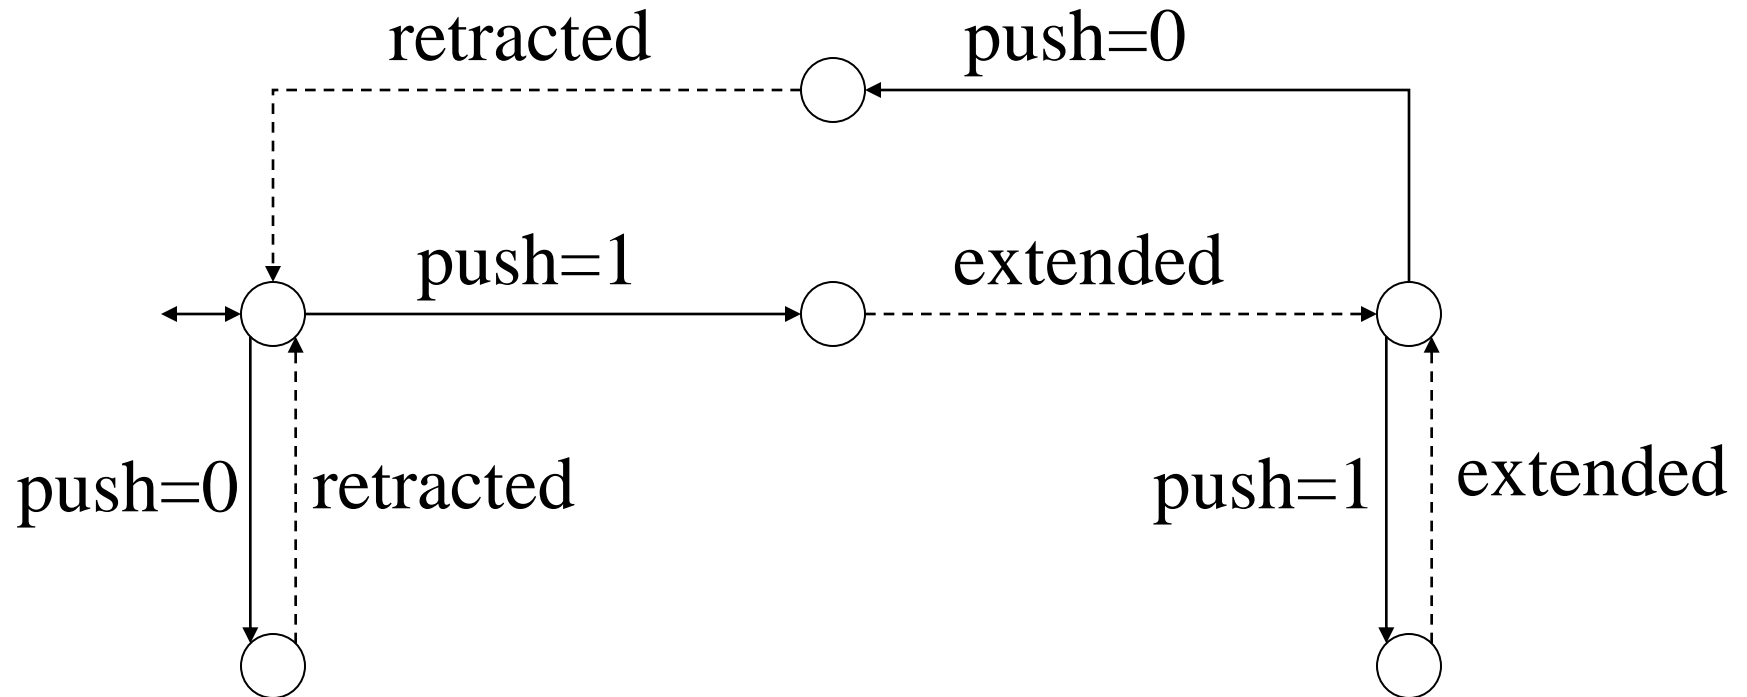 retracted
push=0
push=1
extended
push=0
retracted
push=1
extended